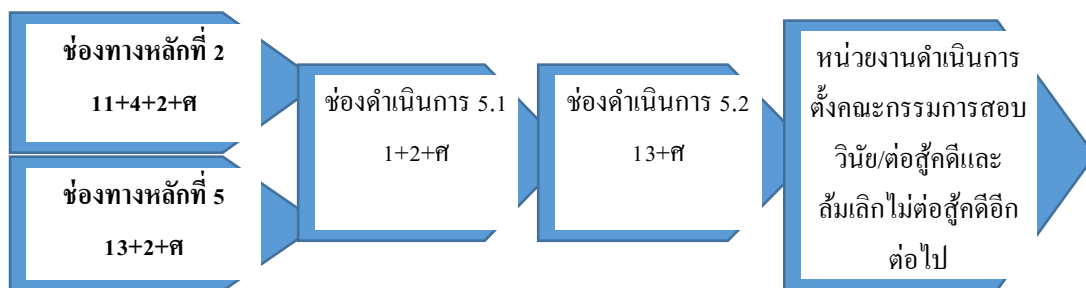 ช่องทางหลักที่ 2
11+4+2+ศ
ช่องทางหลักที่ 5
13+2+ศ
ช่องดำเนินการ 5.1
1+2+ศ
ช่องดำเนินการ 5.2
13+ศ
หน่วยงานดำเนินการ
ตั้งคณะกรรมการสอบ
วินัย/ต่อสู้คดีและ
ล้มเลิกไม่ต่อสู้คดีอีก
ต่อไป